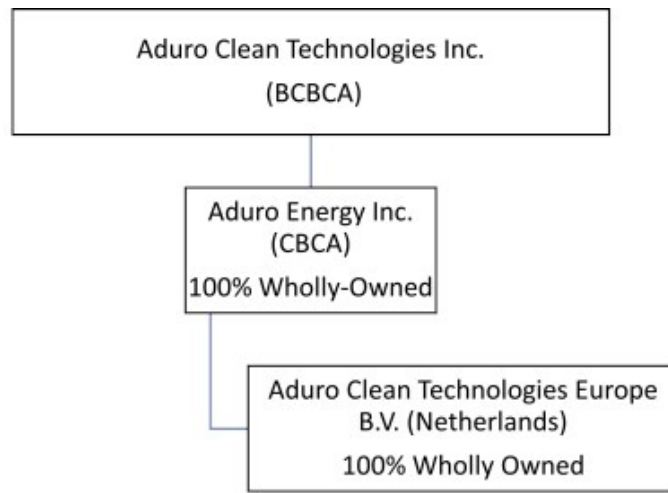 Aduro Clean Technologies Inc.
(BCBCA)
Aduro Energy Inc.
(CBCA)
100% Wholly-Owned
Aduro Clean Technologies Europe
B.V. (Netherlands)
100% Wholly Owned